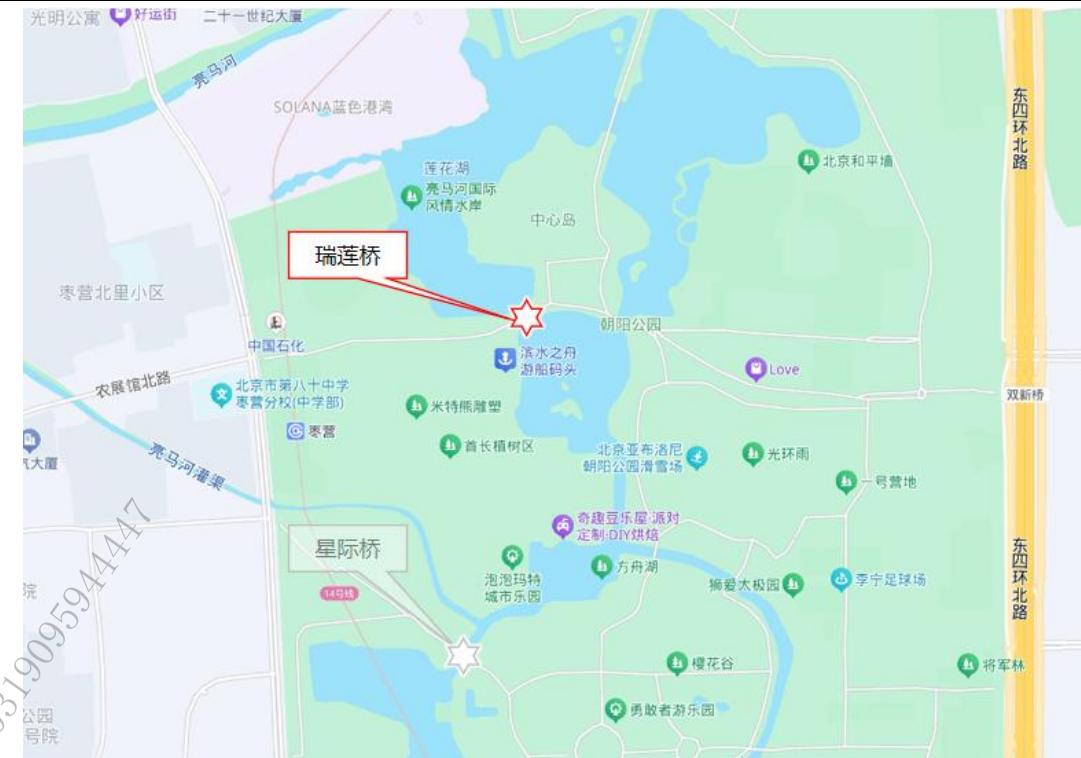 光明公寓
好运街
二十一世纪大厦
亮马河
SOLANA蓝色港湾
东四环北路
莲花湖
亮马河国际
风情水岸
北京和平墙
中心岛
瑞莲桥
枣营北里小区
中国石化
朝阳公园
滨水之舟
游船码头
Love
农展馆北路
北京市第八十中学
枣营分校(中学部)
双新桥
米特熊雕塑
枣营
首长植树区
北京亚布洛尼
朝阳公园滑雪场
光环雨
汽大厦
亮马河灌渠
一号营地
奇趣豆乐屋·派对
定制·DIY烘焙
星际桥
东四环北路
泡泡玛特
城市乐园
方舟湖
狮爱太极园
李宁足球场
院
14号线
樱花谷
将军林
公园
号院
勇敢者游乐园
319095944447